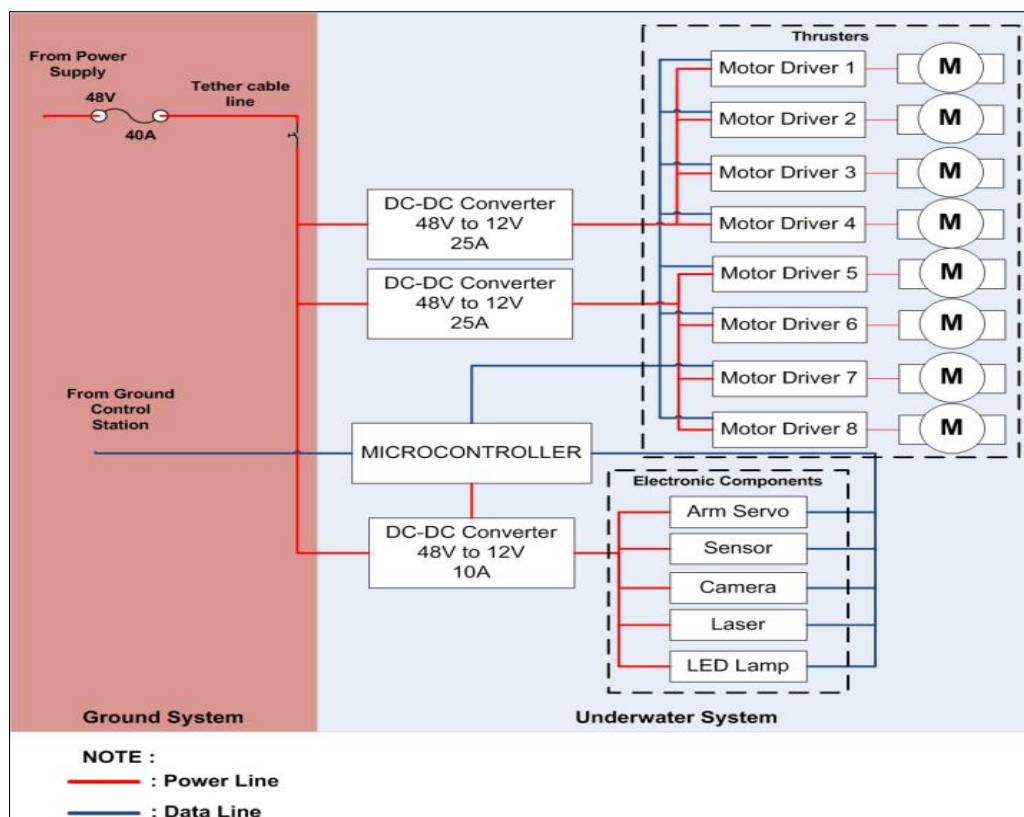 From Power
Supply
48V
40A
Tether cable
line
Thrusters
Motor Driver 1
M
Motor Driver 2
M
Motor Driver 3
M
Motor Driver 4
M
Motor Driver 5
M
Motor Driver 6
M
Motor Driver 7
M
Motor Driver 8
M
DC-DC Converter
48V to 12V
25A
DC-DC Converter
48V to 12V
25A
From Ground
Control
Station
MICROCONTROLLER
DC-DC Converter
48V to 12V
10A
Electronic Components
Arm Servo
Sensor
Camera
Laser
LED Lamp
Ground System
Underwater System
NOTE :
: Power Line
: Data Line